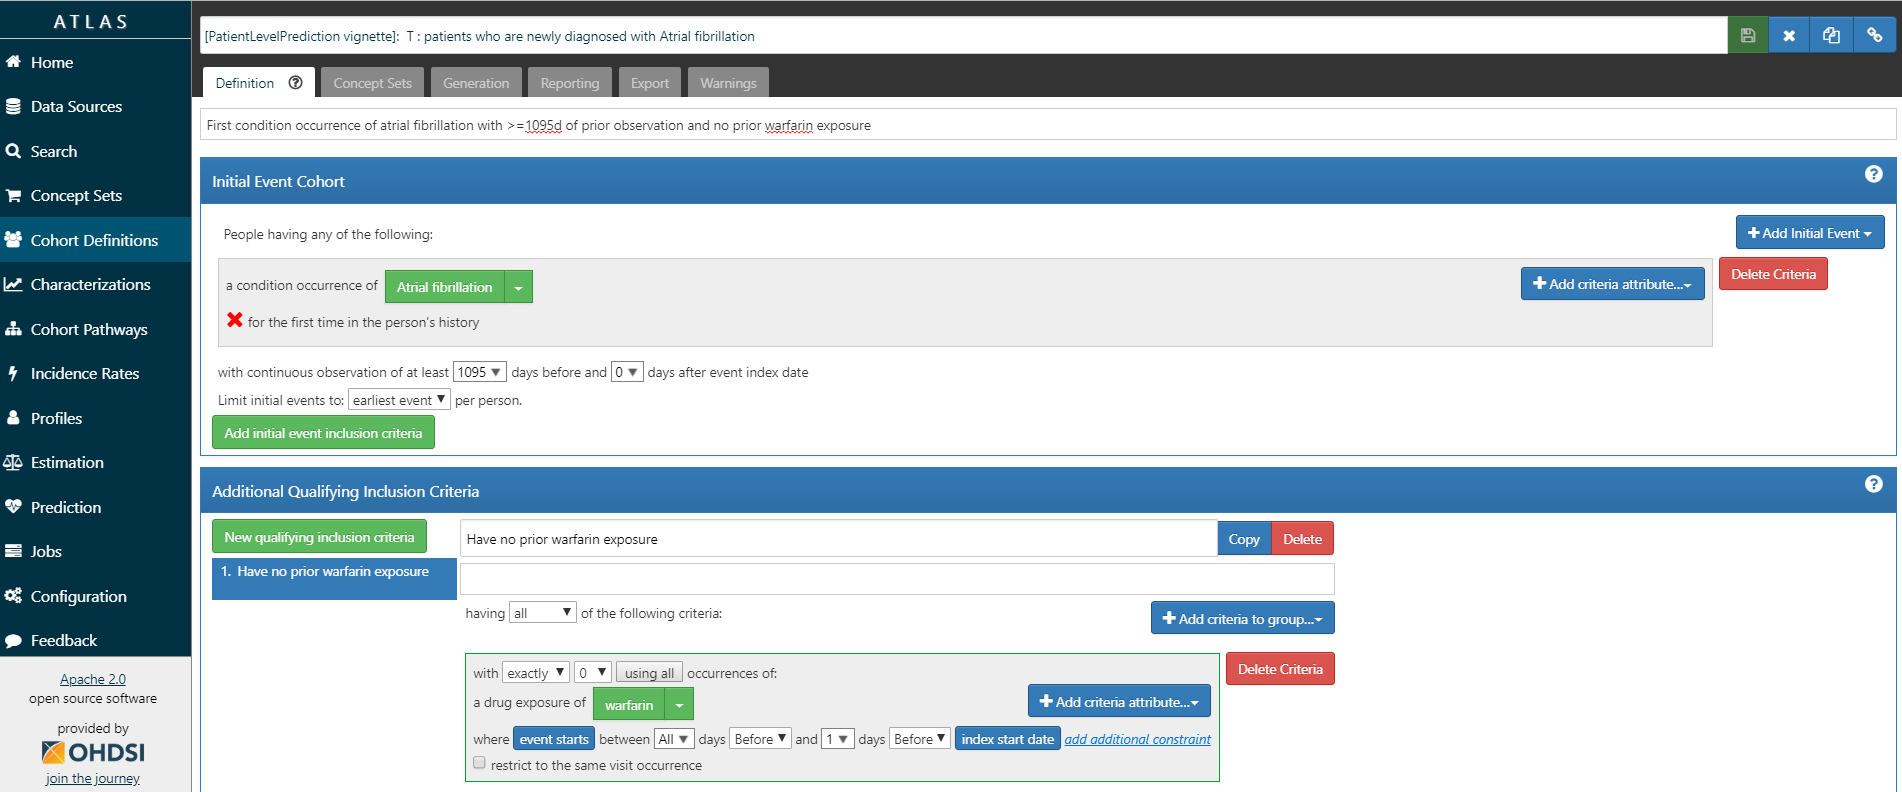 ATLAS
Home
Data Sources
Search
Concept Sets
Cohort Definitions
Characterizations
Cohort Pathways
Incidence Rates
Profiles
Estimation
Prediction
Jobs
Configuration
Feedback
Apache 2.0
open source software
provided by
OHDSI
join the journey
[PatientLevelPrediction vignette]: T : patients who are newly diagnosed with Atrial fibrillation
Definition ? Concept Sets Generation Reporting Export Warnings
First condition occurrence of atrial fibrillation with >=1095d of prior observation and no prior warfarin exposure
Initial Event Cohort ?
People having any of the following: Add Initial Event
a condition occurrence of Atrial fibrillation Add criteria attribute... Delete Criteria
for the first time in the person's history
with continuous observation of at least 1095 days before and 0 days after event index date
Limit initial events to: earliest event per person.
Add initial event inclusion criteria
Additional Qualifying Inclusion Criteria ?
New qualifying inclusion criteria
1. Have no prior warfarin exposure
Have no prior warfarin exposure Copy Delete
having all of the following criteria: Add criteria to group...
with exactly 0 using all occurrences of: Delete Criteria
a drug exposure of warfarin Add criteria attribute...
where event starts between All days Before and 1 days Before index start date add additional constraint
restrict to the same visit occurrence